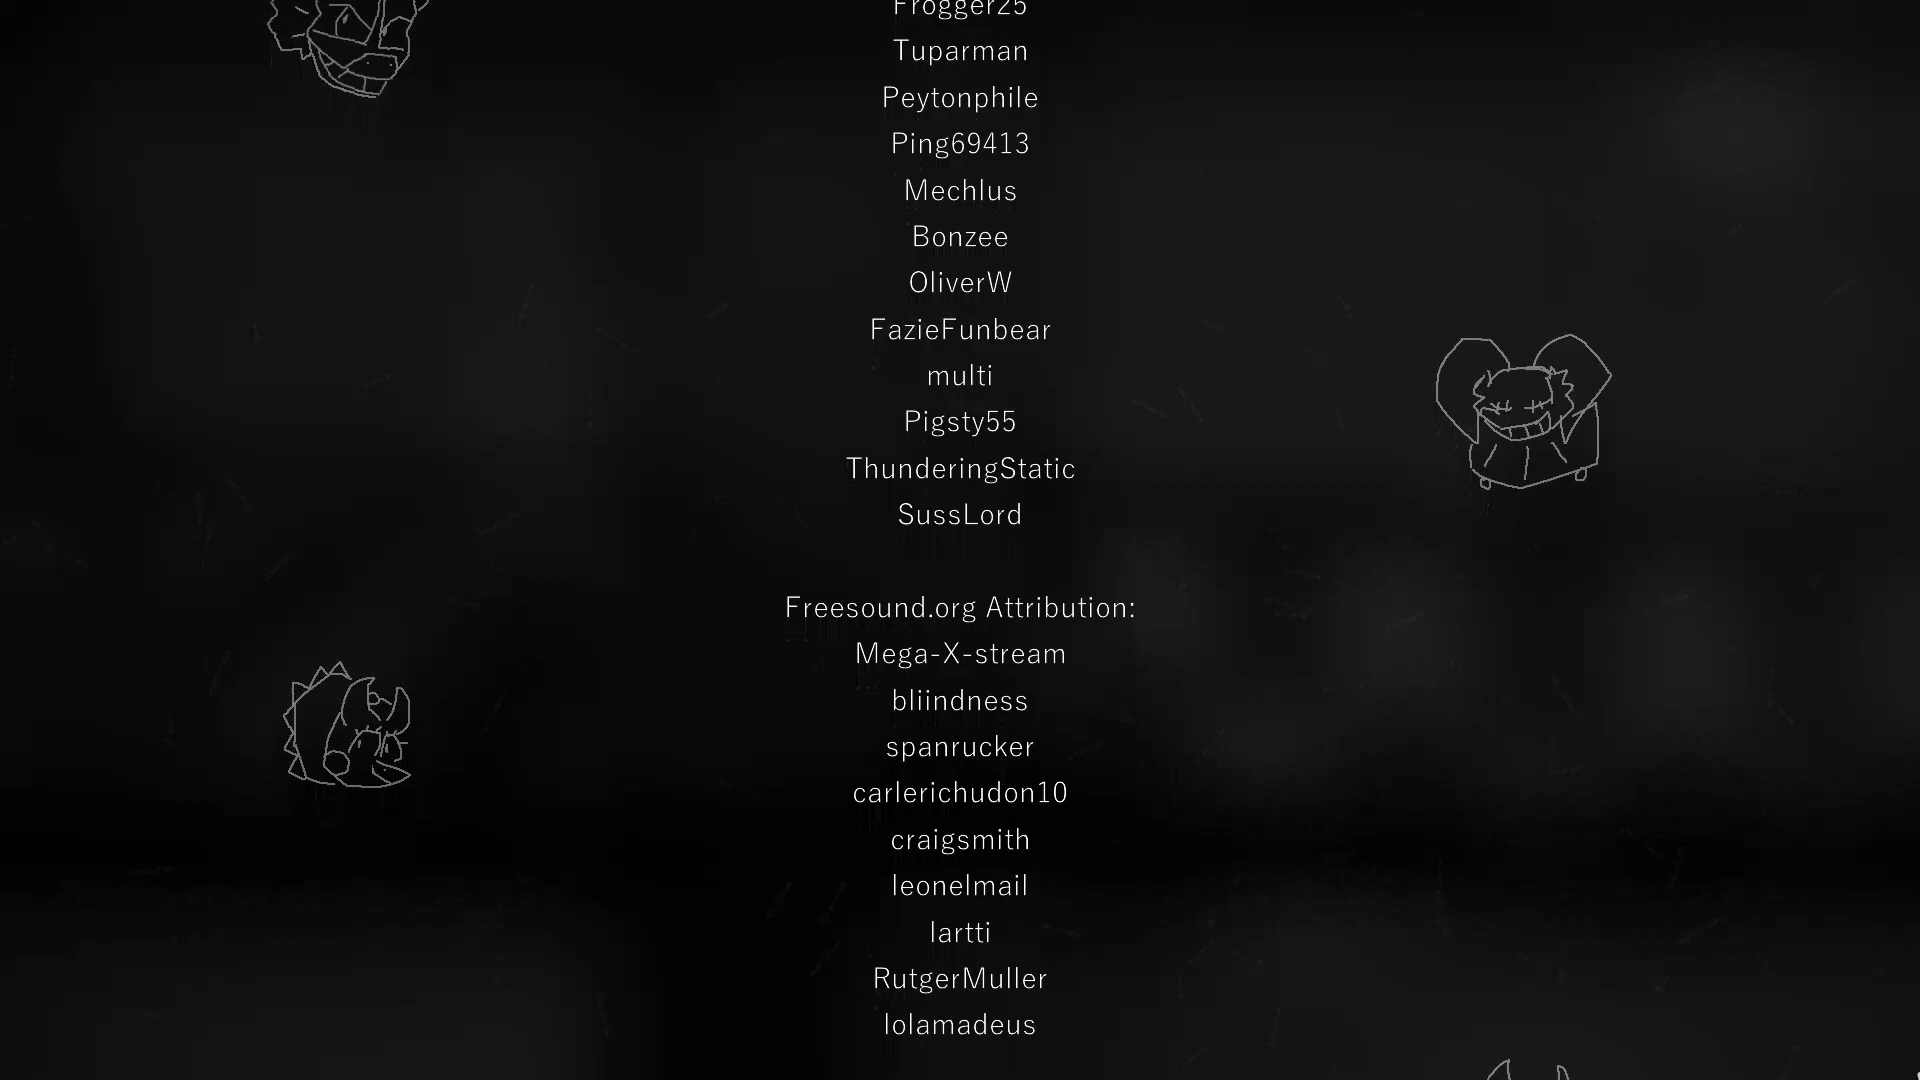 Frogger25
Tuparman
Peytonphile
Ping69413
Mechlus
Bonzee
OliverW
FazieFunbear
multi
Pigsty55
ThunderingStatic
SussLord
Freesound.org Attribution:
Mega-X-stream
bliindness
spanrucker
carlerichudon10
craigsmith
leonelmail
lartti
RutgerMuller
lolamadeus